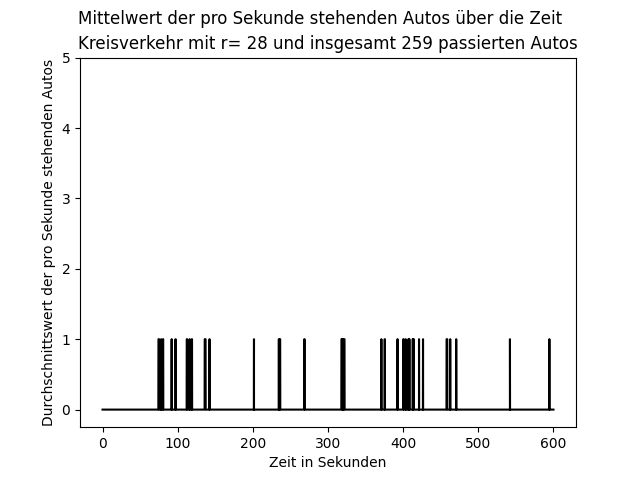 Mittelwert der pro Sekunde stehenden Autos über die Zeit
Kreisverkehr mit r= 28 und insgesamt 259 passierten Autos
Durchschnittswert der pro Sekunde stehenden Autos
5
4
3
2
1
0
0 100 200 300 400 500 600
Zeit in Sekunden